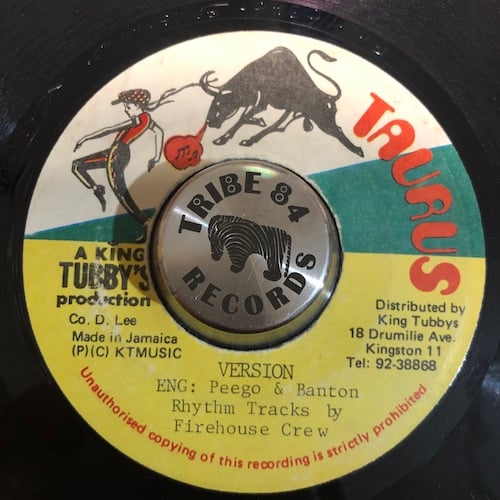 TAURUS
TRIBE 84
RECORDS
A KING
TUBBY'S
production
Co. D. Lee
Made in Jamaica
(P)(C) KTMUSIC
Distributed by
King Tubbys
18 Drumilie Ave.
Kingston 11
Tel: 92-38868
VERSION
ENG: Peego & Banton
Rhythm Tracks by
Firehouse Crew
Unauthorised copying of this recording is strictly prohibited